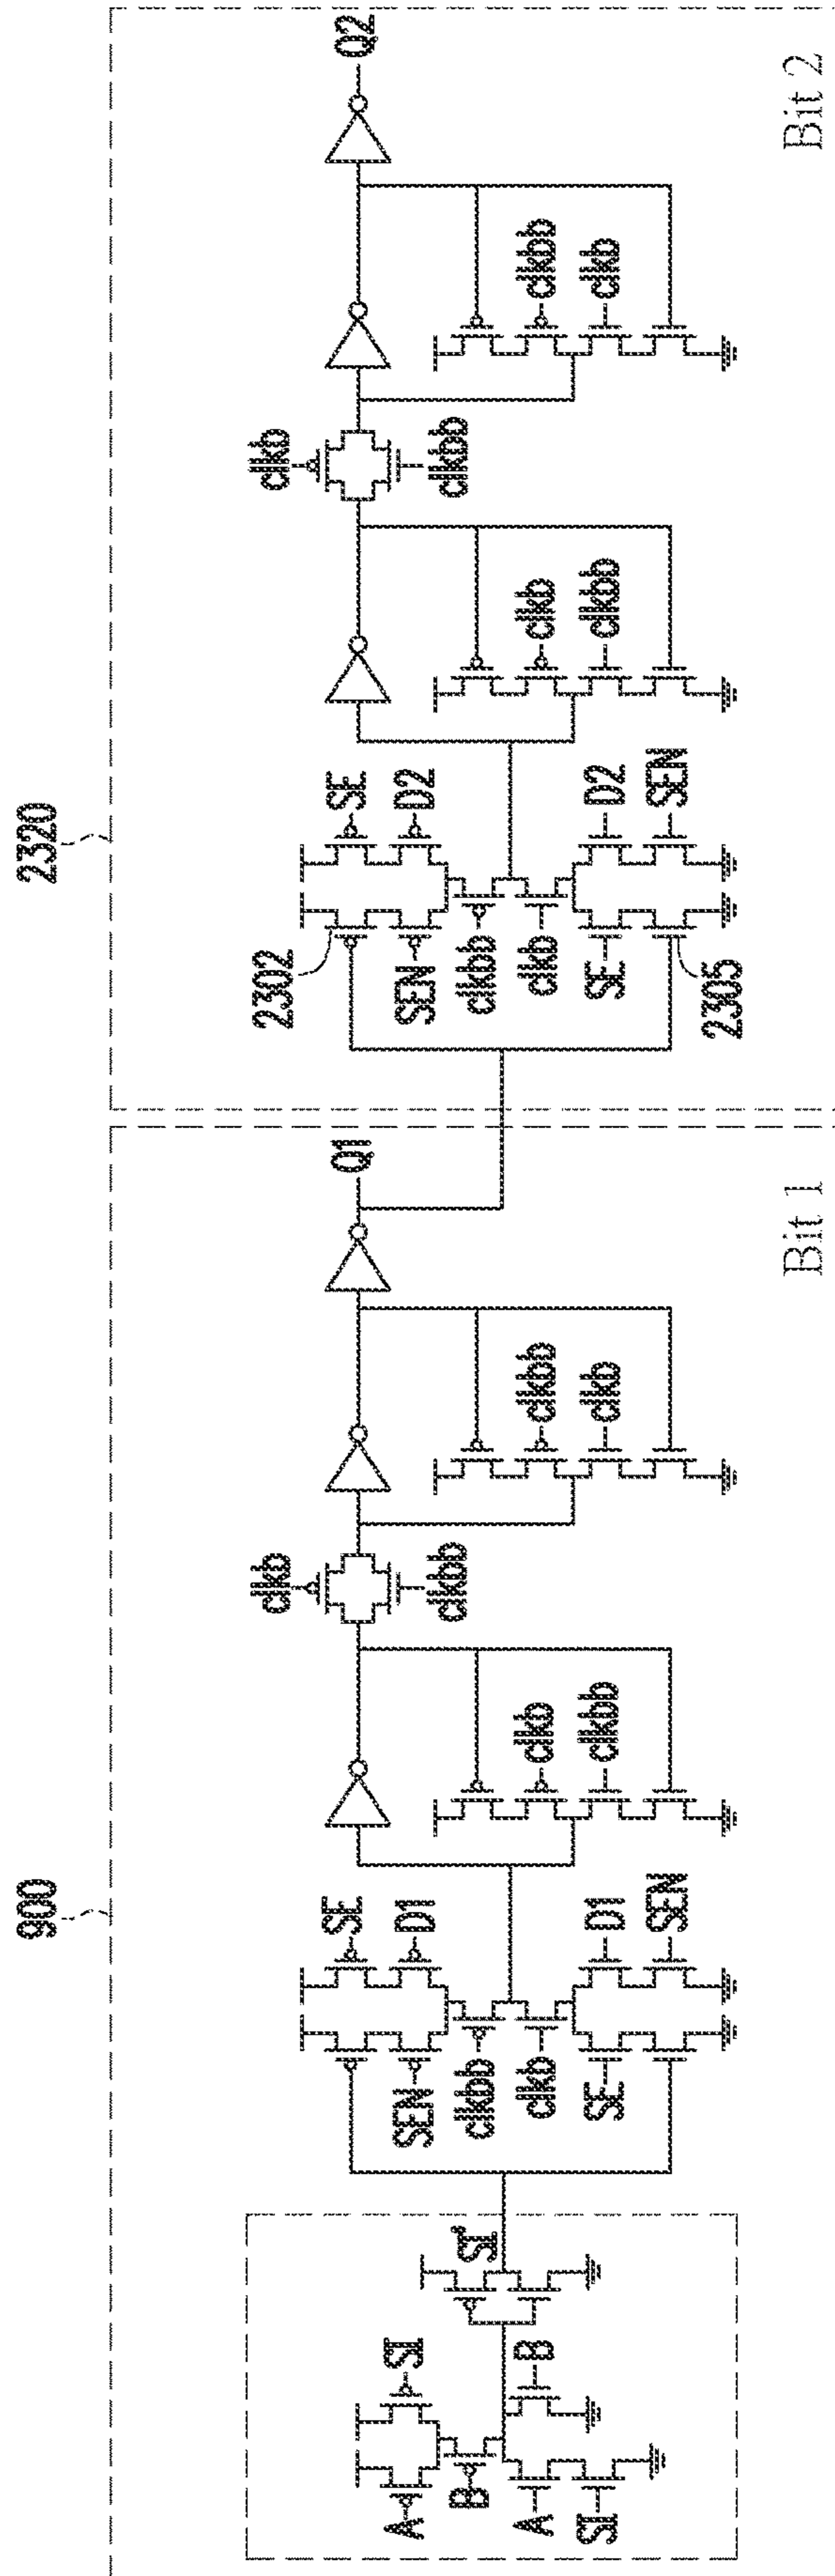 900
2320
A
SI
B
A
SI
B
SI'
SEN
SE
D1
clkbb
clkb
SE
D1
SEN
clkb
clkbb
clkb
clkbb
clkbb
clkb
Q1
Bit 1
2302
SEN
SE
D2
clkbb
clkb
SE
2305
D2
SEN
clkb
clkbb
clkb
clkbb
clkbb
clkb
Q2
Bit 2